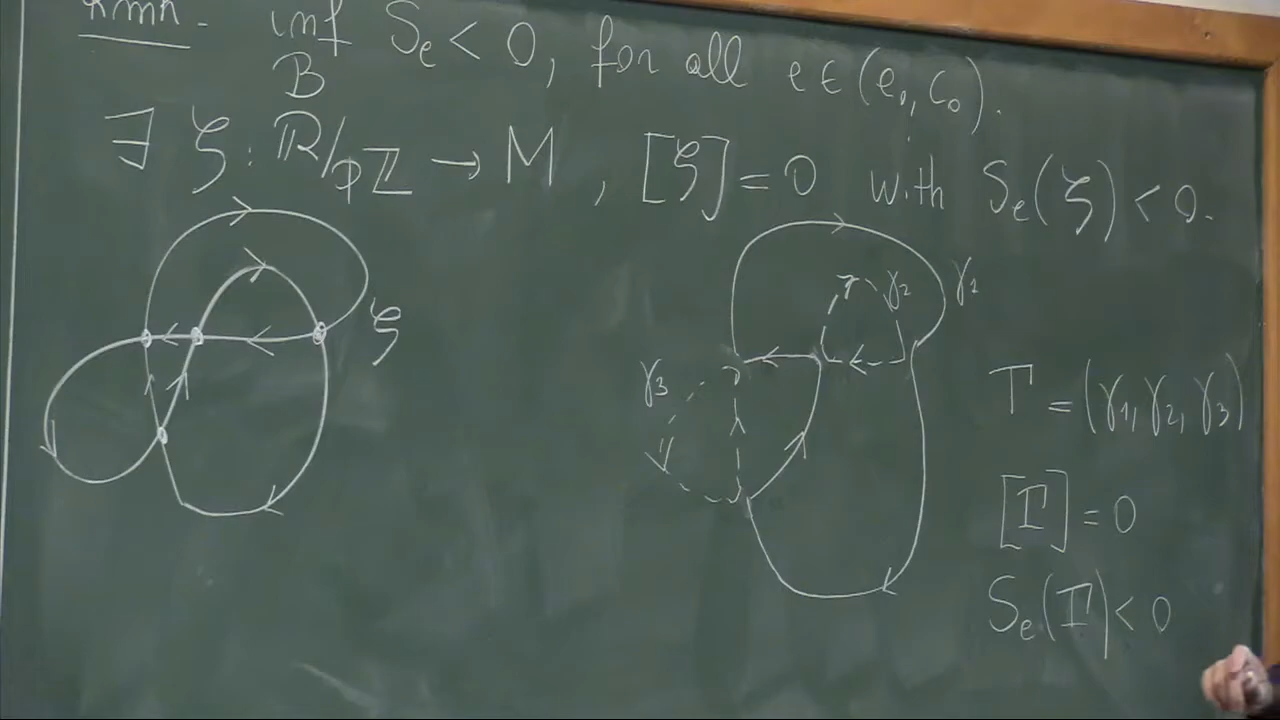 Rmk. inf S_e < 0, for all e ∈ (e_0, c_0).
B
∃ ξ: ℝ/pℤ → M, [ξ] = 0 with S_e(ξ) < 0.
ξ
γ_2 γ_1
γ_3
Γ = (γ_1, γ_2, γ_3)
[Γ] = 0
S_e(Γ) < 0